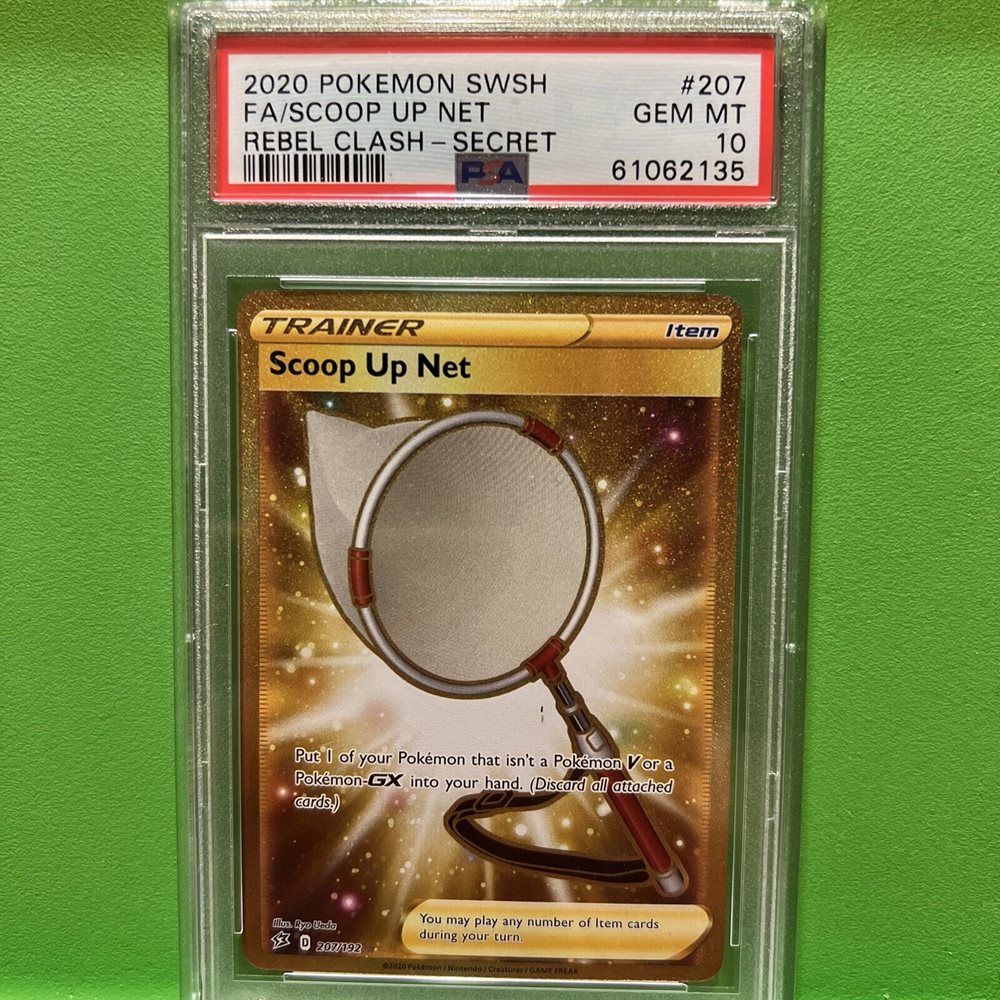 2020 POKEMON SWSH #207
FA/SCOOP UP NET GEM MT
REBEL CLASH - SECRET 10
PSA 61062135
TRAINER Item
Scoop Up Net
Put 1 of your Pokémon that isn't a Pokémon V or a
Pokémon-GX into your hand. (Discard all attached
cards.)
You may play any number of Item cards
during your turn.
Illus. Ryo Ueda
D 207/192
©2020 Pokémon / Nintendo / Creatures / GAME FREAK